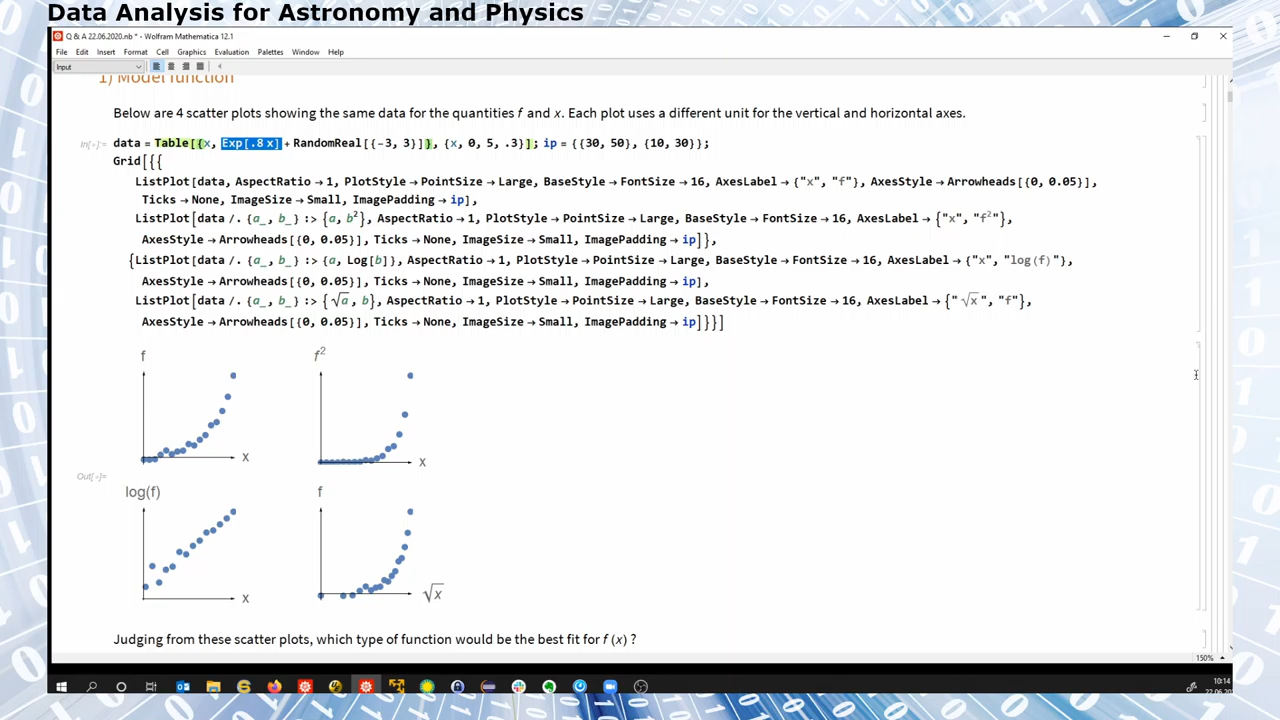 Data Analysis for Astronomy and Physics
Q & A 22.06.2020.nb * - Wolfram Mathematica 12.1
File Edit Insert Format Cell Graphics Evaluation Palettes Window Help
Input
1) Model function
Below are 4 scatter plots showing the same data for the quantities f and x. Each plot uses a different unit for the vertical and horizontal axes.
In[◦]:= data = Table[{x, Exp[.8 x] + RandomReal[{-3, 3}]}, {x, 0, 5, .3}]; ip = {{30, 50}, {10, 30}};
Grid[{{
ListPlot[data, AspectRatio → 1, PlotStyle → PointSize → Large, BaseStyle → FontSize → 16, AxesLabel → {"x", "f"}, AxesStyle → Arrowheads[{0, 0.05}],
Ticks → None, ImageSize → Small, ImagePadding → ip],
ListPlot[data /. {a_, b_} :> {a, b²}, AspectRatio → 1, PlotStyle → PointSize → Large, BaseStyle → FontSize → 16, AxesLabel → {"x", "f²"},
AxesStyle → Arrowheads[{0, 0.05}], Ticks → None, ImageSize → Small, ImagePadding → ip]},
{ListPlot[data /. {a_, b_} :> {a, Log[b]}, AspectRatio → 1, PlotStyle → PointSize → Large, BaseStyle → FontSize → 16, AxesLabel → {"x", "log(f)"},
AxesStyle → Arrowheads[{0, 0.05}], Ticks → None, ImageSize → Small, ImagePadding → ip],
ListPlot[data /. {a_, b_} :> {√a, b}, AspectRatio → 1, PlotStyle → PointSize → Large, BaseStyle → FontSize → 16, AxesLabel → {"√x", "f"},
AxesStyle → Arrowheads[{0, 0.05}], Ticks → None, ImageSize → Small, ImagePadding → ip]}}]
f
x
f²
x
Out[◦]=
log(f)
x
f
√x
Judging from these scatter plots, which type of function would be the best fit for f (x) ?
150%
10:14